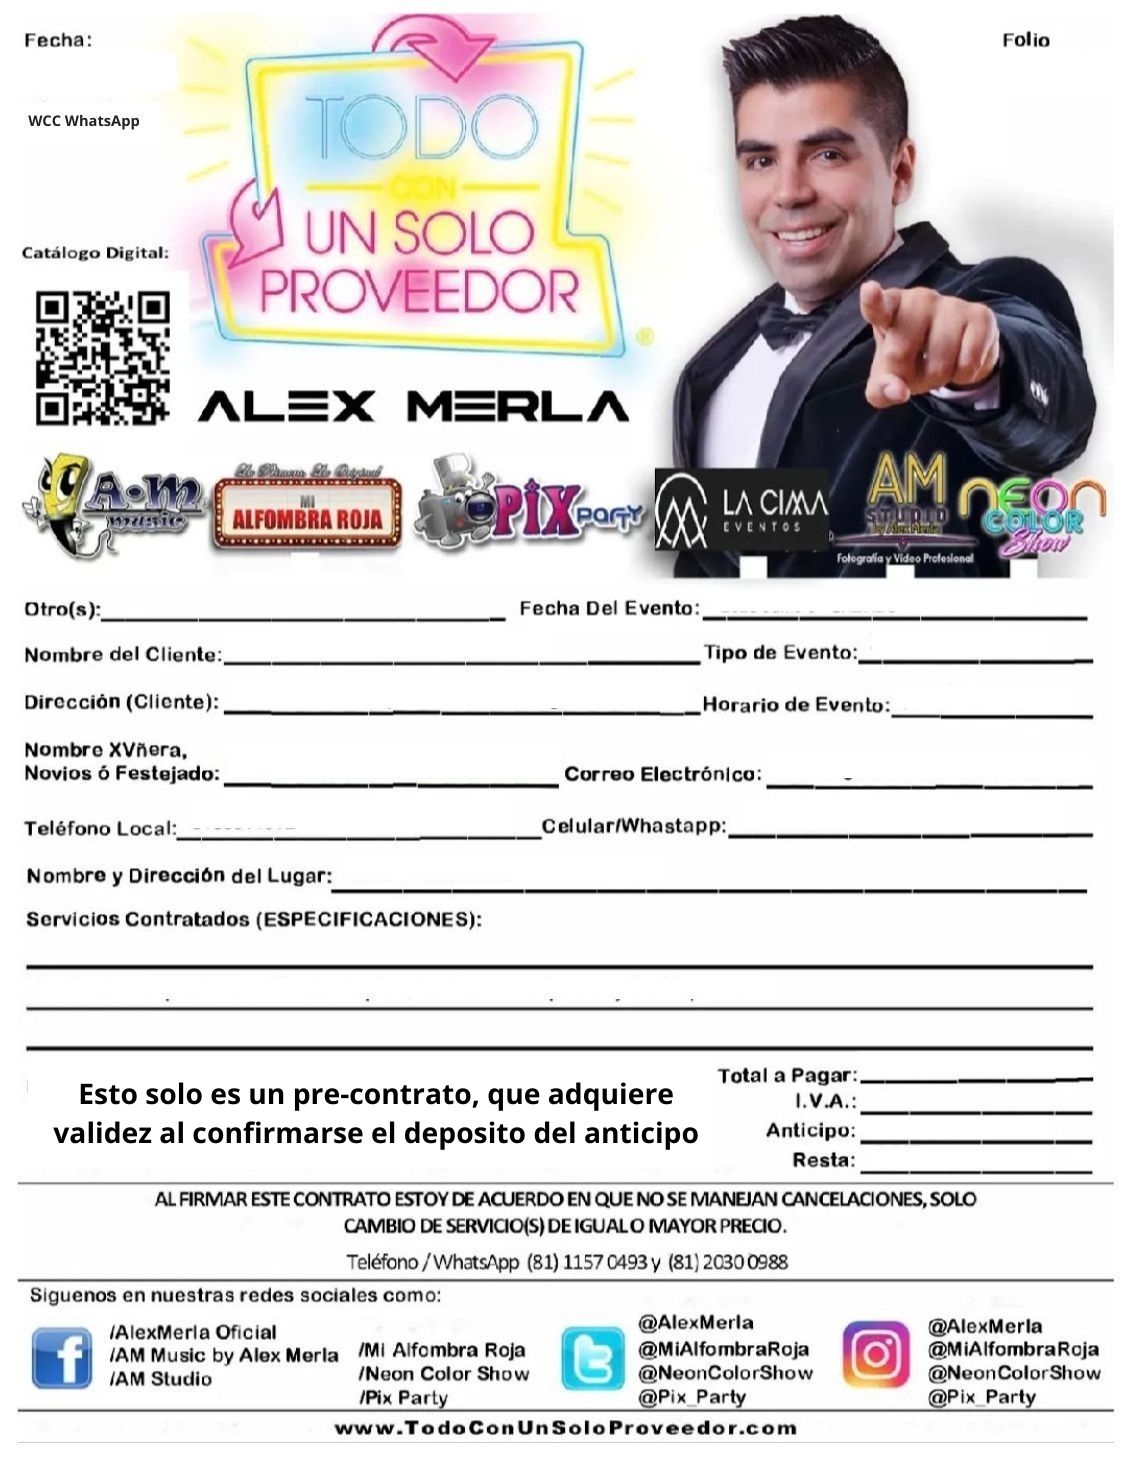 Fecha:
Folio
WCC WhatsApp
TODO
CON
UN SOLO
PROVEEDOR
®
Catálogo Digital:
ALEX MERLA
A•M
music
La Primera, La Original
MI
ALFOMBRA ROJA
PIX PARTY
LA CIMA
EVENTOS
AM
STUDIO
by Alex Merla
Fotografía y Video Profesional
NEON
COLOR
Show
Otro(s):
Fecha Del Evento:
Nombre del Cliente:
Tipo de Evento:
Dirección (Cliente):
Horario de Evento:
Nombre XVñera,
Novios ó Festejado:
Correo Electrónico:
Teléfono Local:
Celular/Whastapp:
Nombre y Dirección del Lugar:
Servicios Contratados (ESPECIFICACIONES):
Esto solo es un pre-contrato, que adquiere
validez al confirmarse el deposito del anticipo
Total a Pagar:
I.V.A.:
Anticipo:
Resta:
AL FIRMAR ESTE CONTRATO ESTOY DE ACUERDO EN QUE NO SE MANEJAN CANCELACIONES, SOLO
CAMBIO DE SERVICIO(S) DE IGUAL O MAYOR PRECIO.
Teléfono / WhatsApp (81) 1157 0493 y (81) 2030 0988
Siguenos en nuestras redes sociales como:
/AlexMerla Oficial
/AM Music by Alex Merla
/AM Studio
/Mi Alfombra Roja
/Neon Color Show
/Pix Party
@AlexMerla
@MiAlfombraRoja
@NeonColorShow
@Pix_Party
@AlexMerla
@MiAlfombraRoja
@NeonColorShow
@Pix_Party
www.TodoConUnSoloProveedor.com